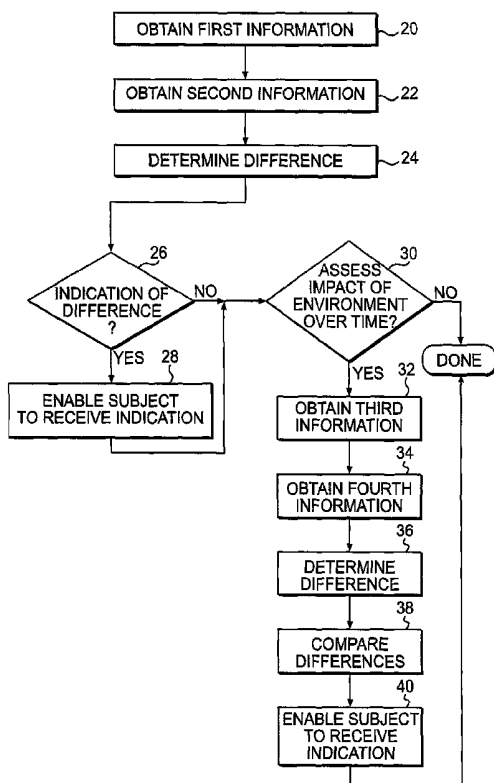 OBTAIN FIRST INFORMATION
20
OBTAIN SECOND INFORMATION
22
DETERMINE DIFFERENCE
24
26
INDICATION OF
DIFFERENCE
?
NO
YES
28
ENABLE SUBJECT
TO RECEIVE INDICATION
30
ASSESS
IMPACT OF
ENVIRONMENT
OVER TIME?
NO
DONE
YES
32
OBTAIN THIRD
INFORMATION
34
OBTAIN FOURTH
INFORMATION
36
DETERMINE
DIFFERENCE
38
COMPARE
DIFFERENCES
40
ENABLE SUBJECT
TO RECEIVE
INDICATION